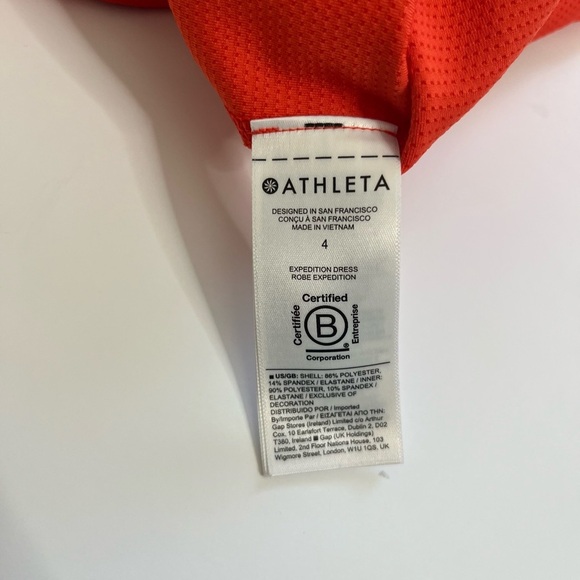 ATHLETA
DESIGNED IN SAN FRANCISCO
CONÇU À SAN FRANCISCO
MADE IN VIETNAM
4
EXPEDITION DRESS
ROBE EXPEDITION
Certified
Certifiée
B
®
Entreprise
Corporation
■ US/GB: SHELL: 86% POLYESTER,
14% SPANDEX / ELASTANE / INNER:
90% POLYESTER, 10% SPANDEX /
ELASTANE / EXCLUSIVE OF
DECORATION
DISTRIBUIDO POR / Imported
By/Importe Par / ΕΙΣΑΓΕΤΑΙ ΑΠΟ ΤΗΝ:
Gap Stores (Ireland) Limited c/o Arthur
Cox, 10 Earlsfort Terrace, Dublin 2, D02
T380, Ireland ■ Gap (UK Holdings)
Limited, 2nd Floor Nations House, 103
Wigmore Street, London, W1U 1QS, UK